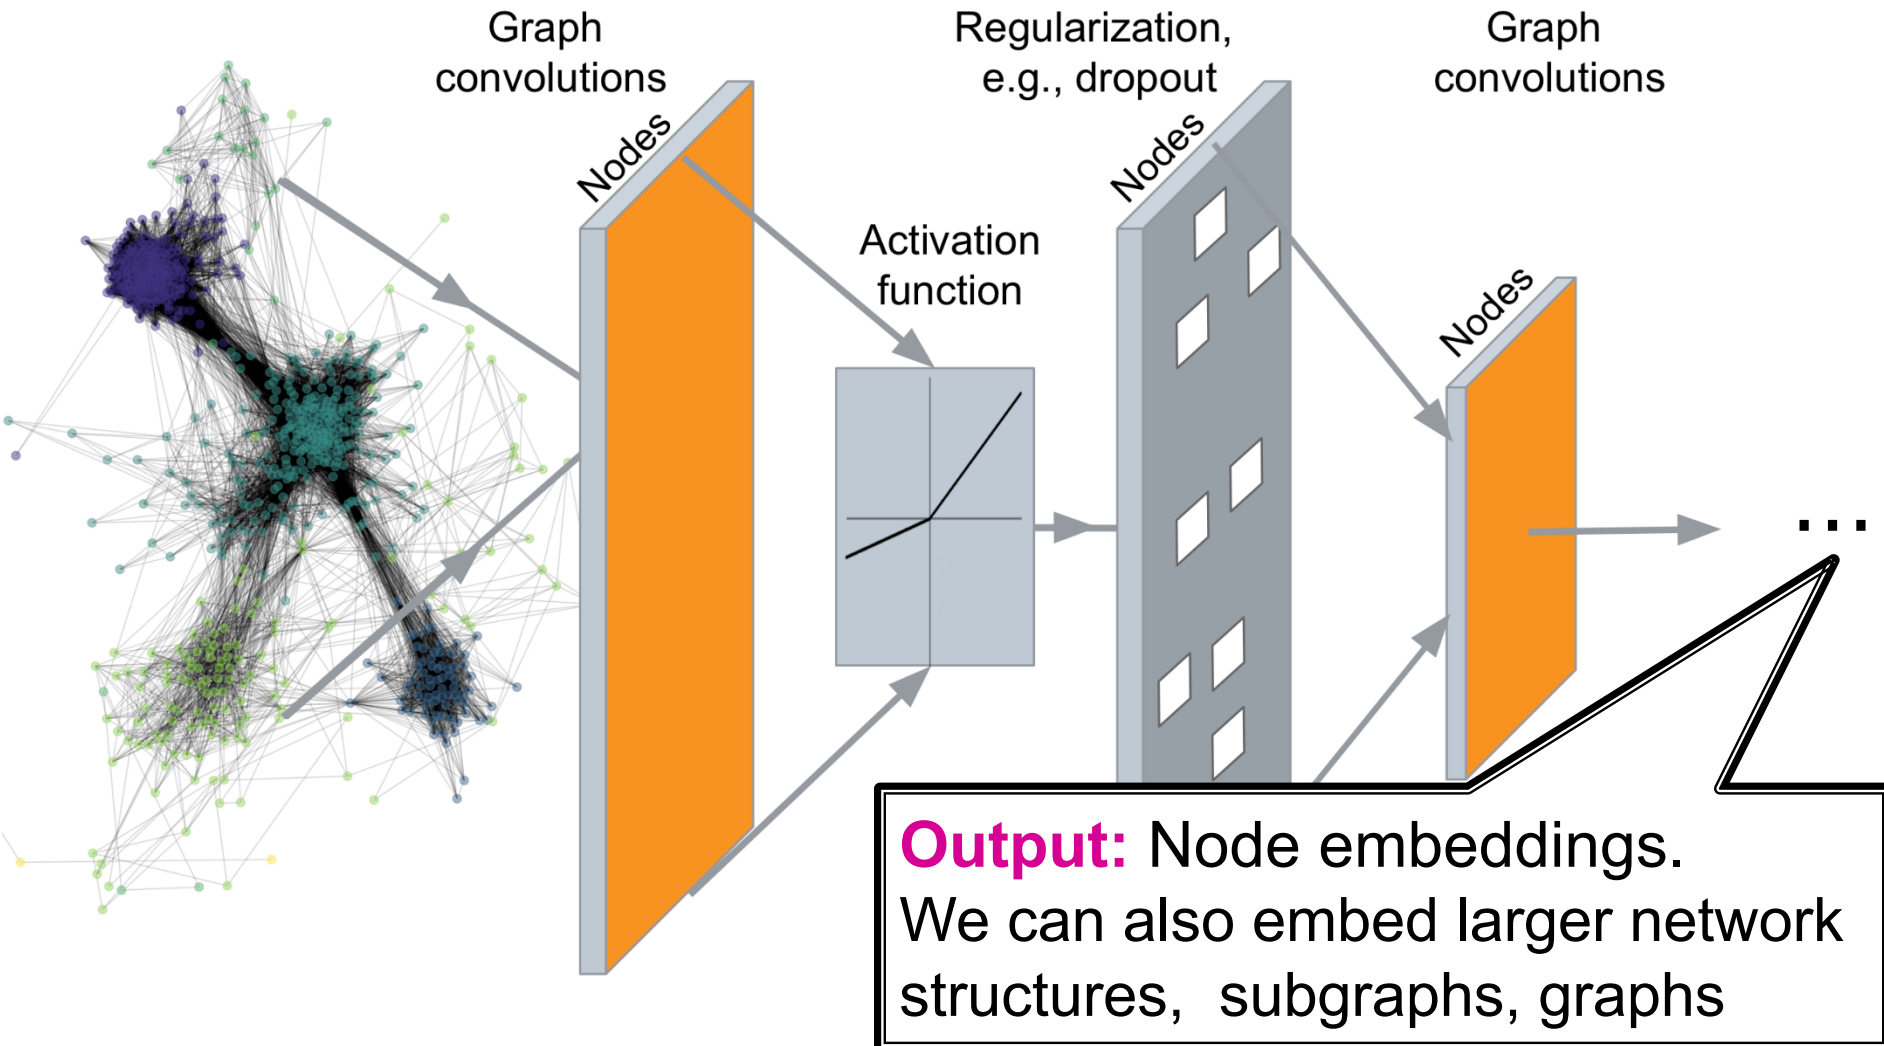 Graph
convolutions
Regularization,
e.g., dropout
Graph
convolutions
Nodes
Nodes
Activation
function
Nodes
...
Output: Node embeddings.
We can also embed larger network
structures, subgraphs, graphs